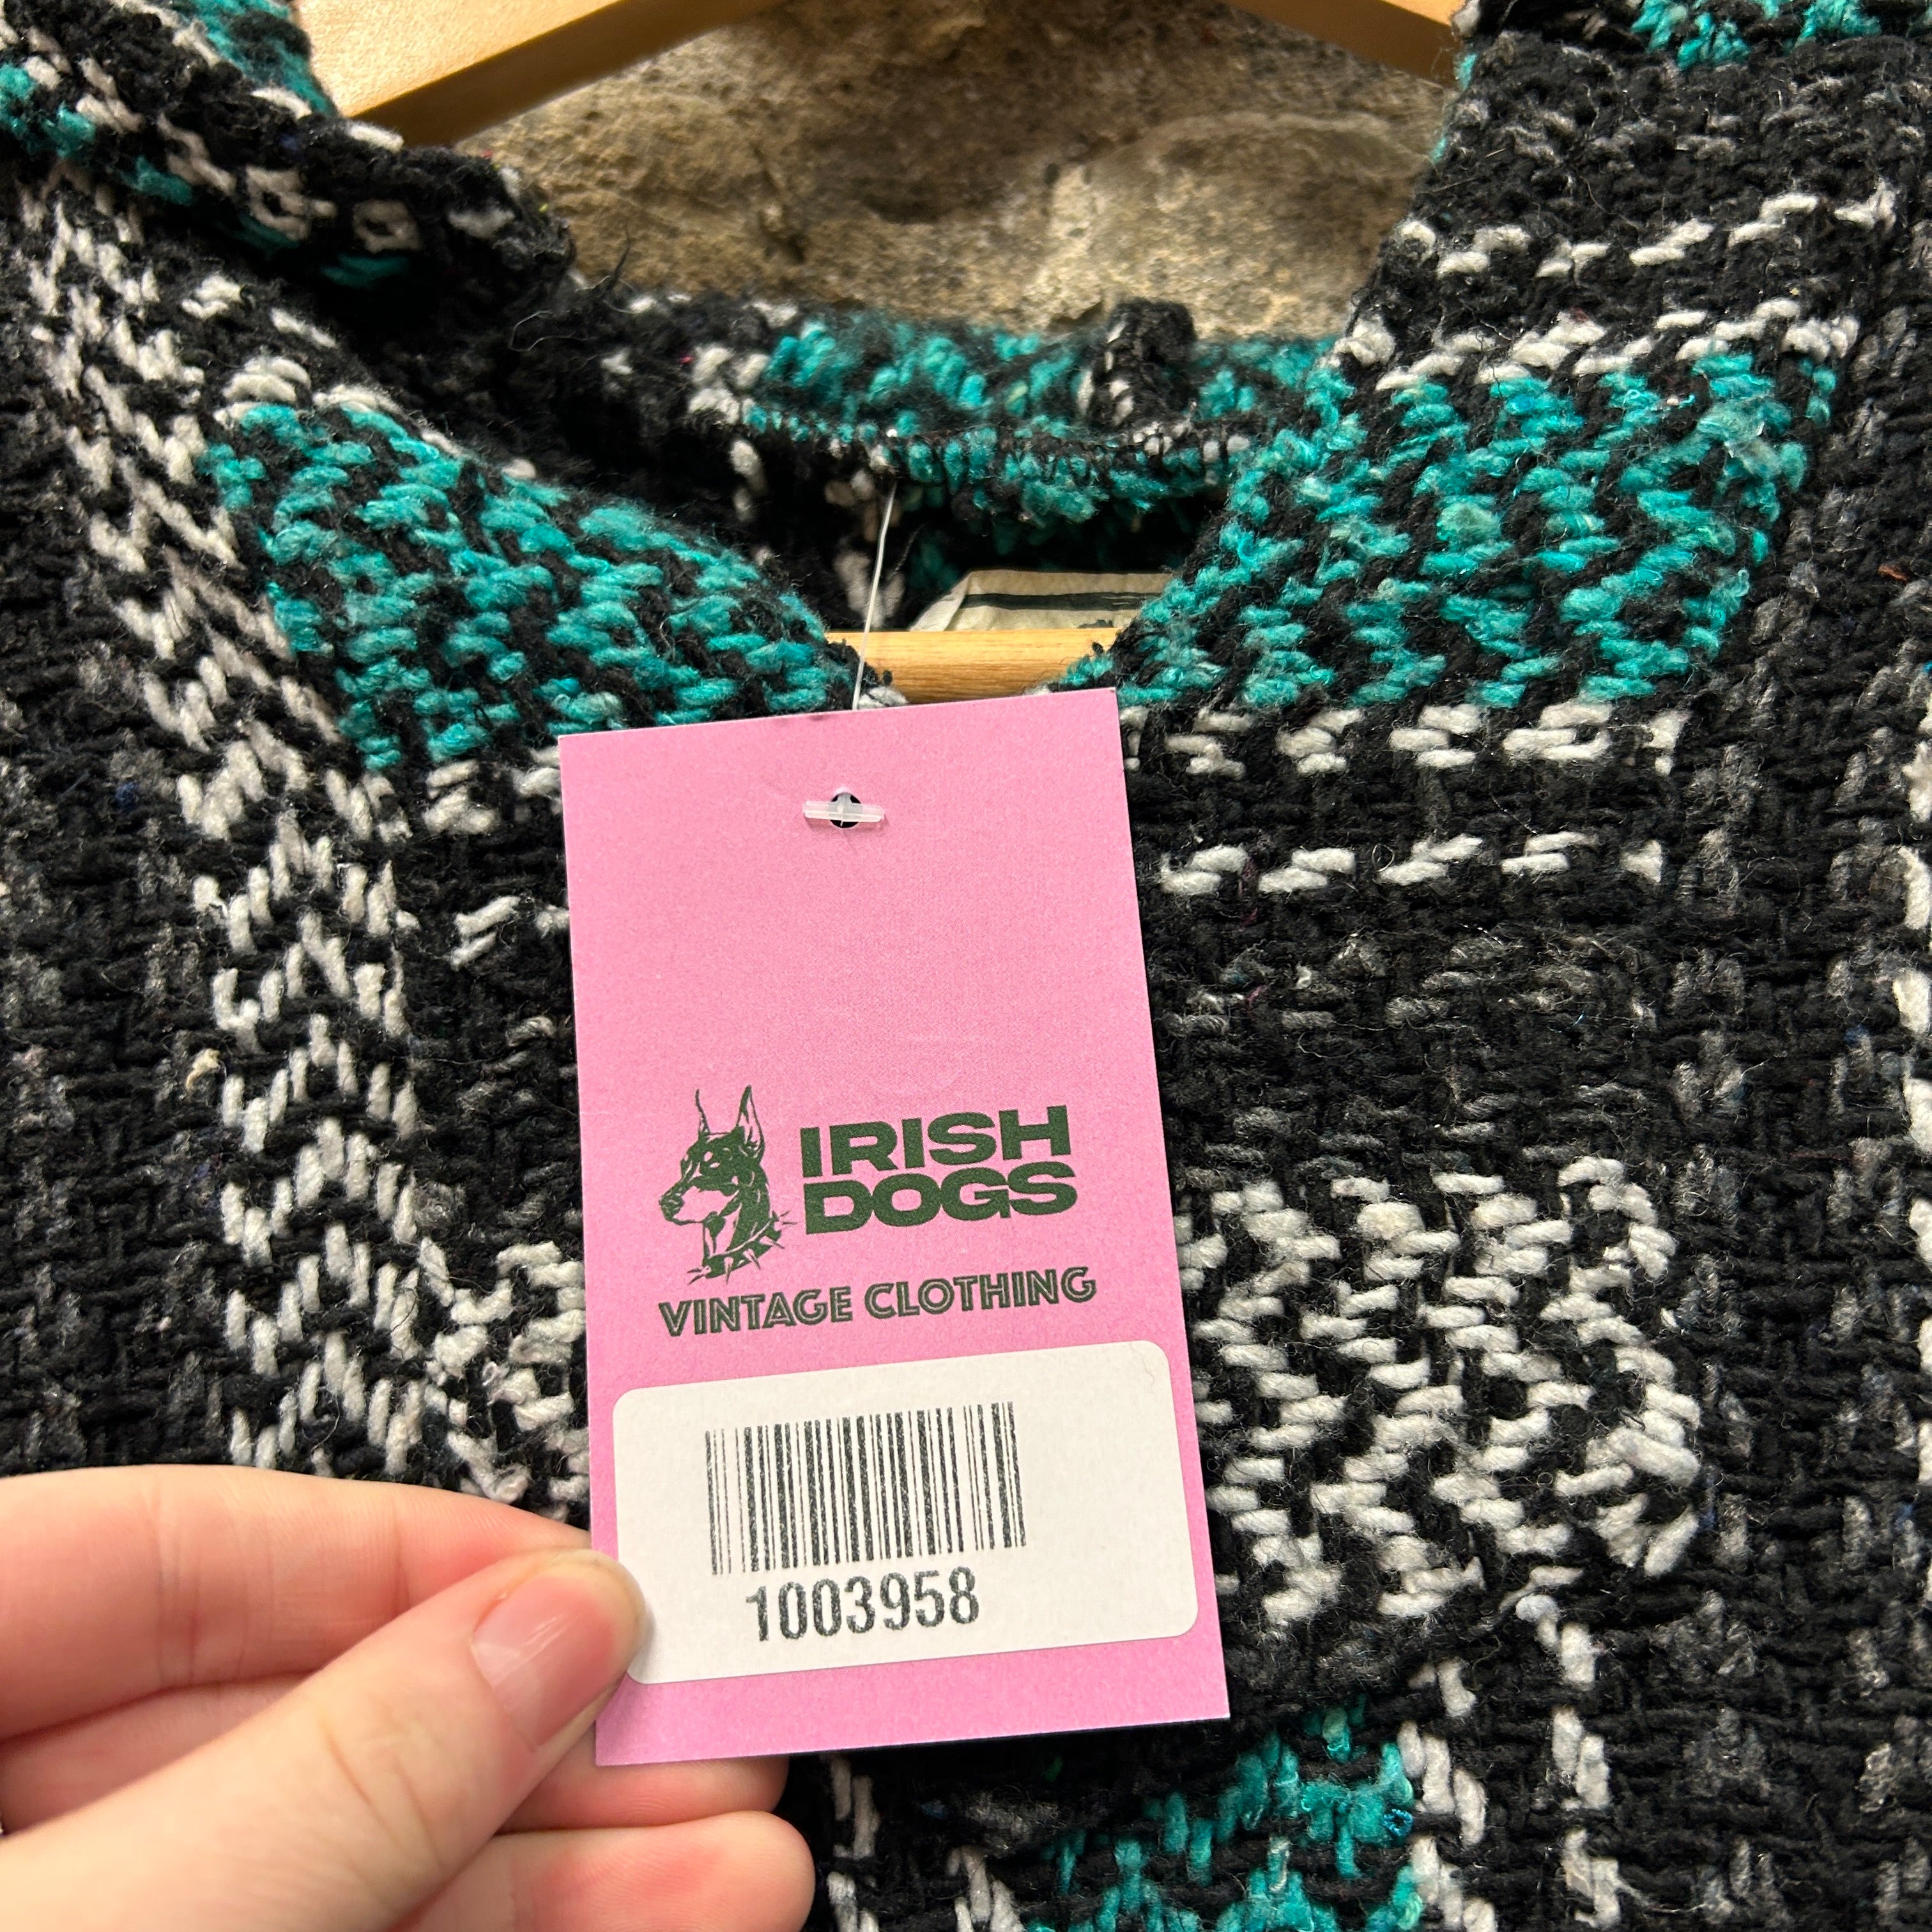 IRISH
DOGS
VINTAGE CLOTHING
1003958